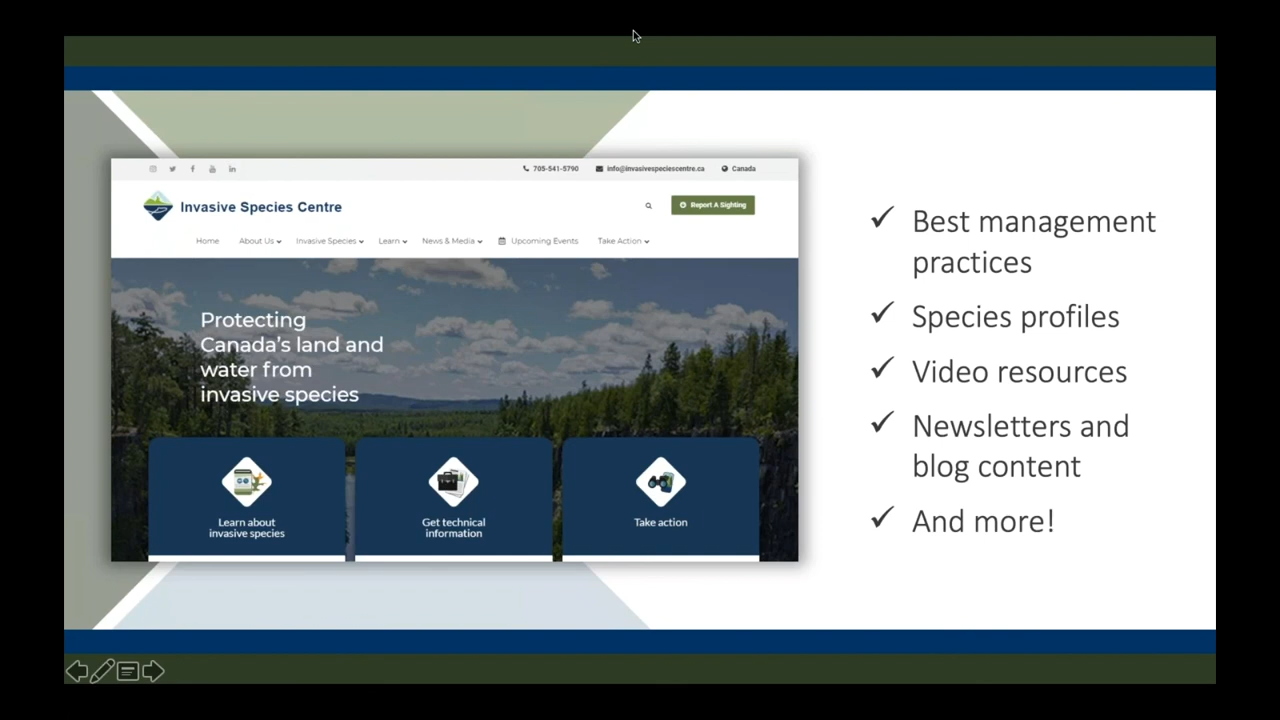 705-541-5790 info@invasivespeciescentre.ca Canada
Invasive Species Centre
Report A Sighting
Home About Us Invasive Species Learn News & Media Upcoming Events Take Action
Protecting
Canada's land and
water from
invasive species
Learn about
invasive species
Get technical
information
Take action
Best management
practices
Species profiles
Video resources
Newsletters and
blog content
And more!